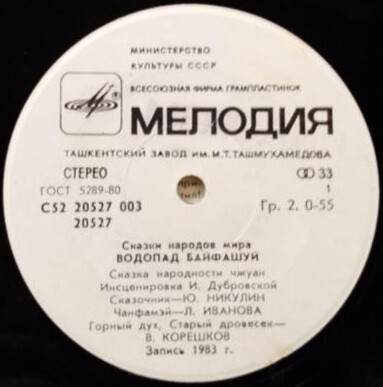 МИНИСТЕРСТВО
КУЛЬТУРЫ СССР
ВСЕСОЮЗНАЯ ФИРМА ГРАМПЛАСТИНОК
МЕЛОДИЯ
ТАШКЕНТСКИЙ ЗАВОД ИМ. М.Т. ТАШМУХАМЕДОВА
СТЕРЕО 33
ГОСТ 5289-80 1
С52 20527 003 Гр. 2. 0-55
20527
Сказки народов мира
ВОДОПАД БАЙФАШУЙ
Сказка народности чжуан
Инсценировка И. Дубровской
Сказочник—Ю. НИКУЛИН
Чанфамэй—Л. ИВАНОВА
Горный дух, Старый дровесек—
В. КОРЕШКОВ
Запись 1983 г.